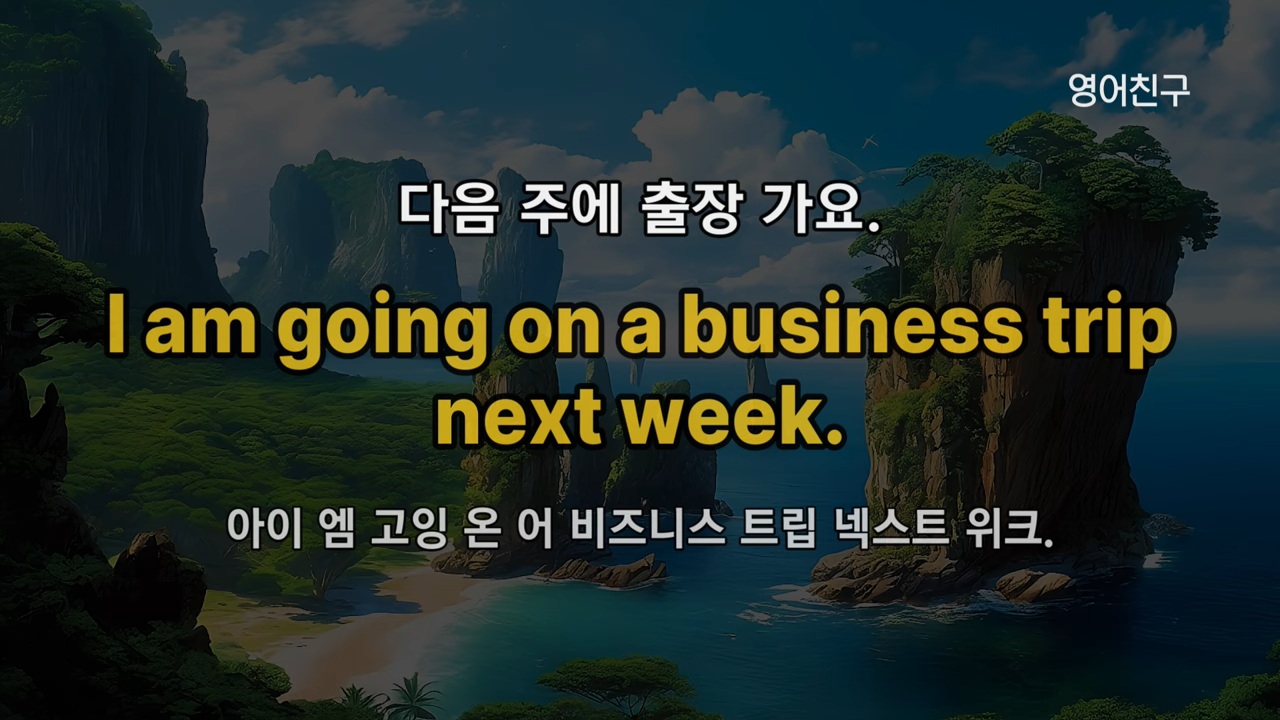 영어친구
다음 주에 출장 가요.
I am going on a business trip
next week.
아이 엠 고잉 온 어 비즈니스 트립 넥스트 위크.